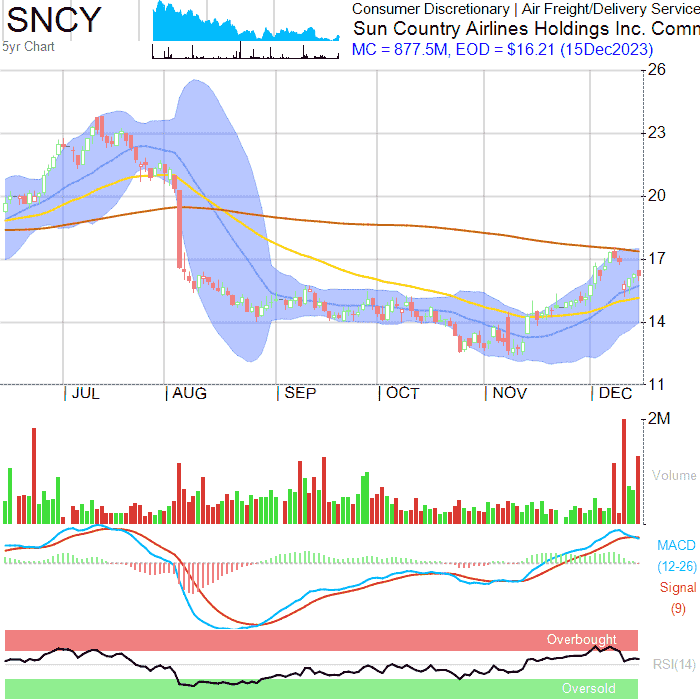 SNCY
5yr Chart
Consumer Discretionary | Air Freight/Delivery Service
Sun Country Airlines Holdings Inc. Comm
MC = 877.5M, EOD = $16.21 (15Dec2023)
26
23
20
17
14
11
JUL
AUG
SEP
OCT
NOV
DEC
2M
Volume
MACD
(12-26)
Signal
(9)
Overbought
RSI(14)
Oversold